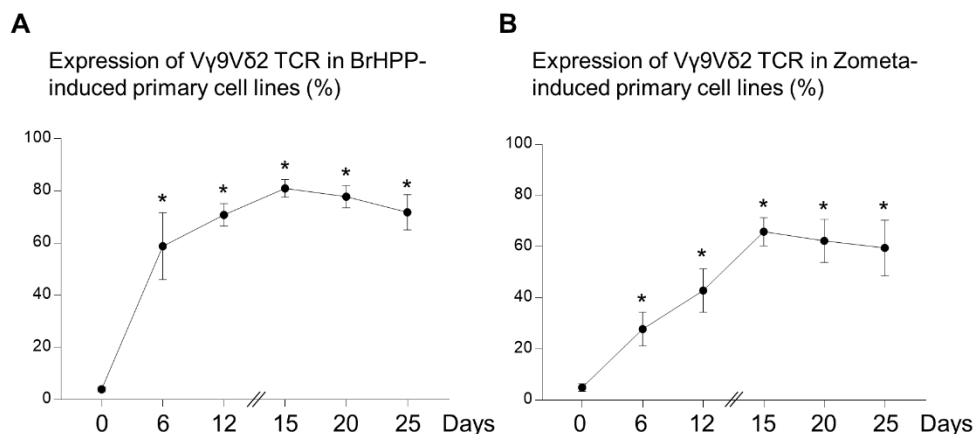 A
Expression of Vγ9Vδ2 TCR in BrHPP-
induced primary cell lines (%)
100
80
60
40
20
0
* * * * *
0 6 12 15 20 25 Days
B
Expression of Vγ9Vδ2 TCR in Zometa-
induced primary cell lines (%)
100
80
60
40
20
0
* * * * *
0 6 12 15 20 25 Days